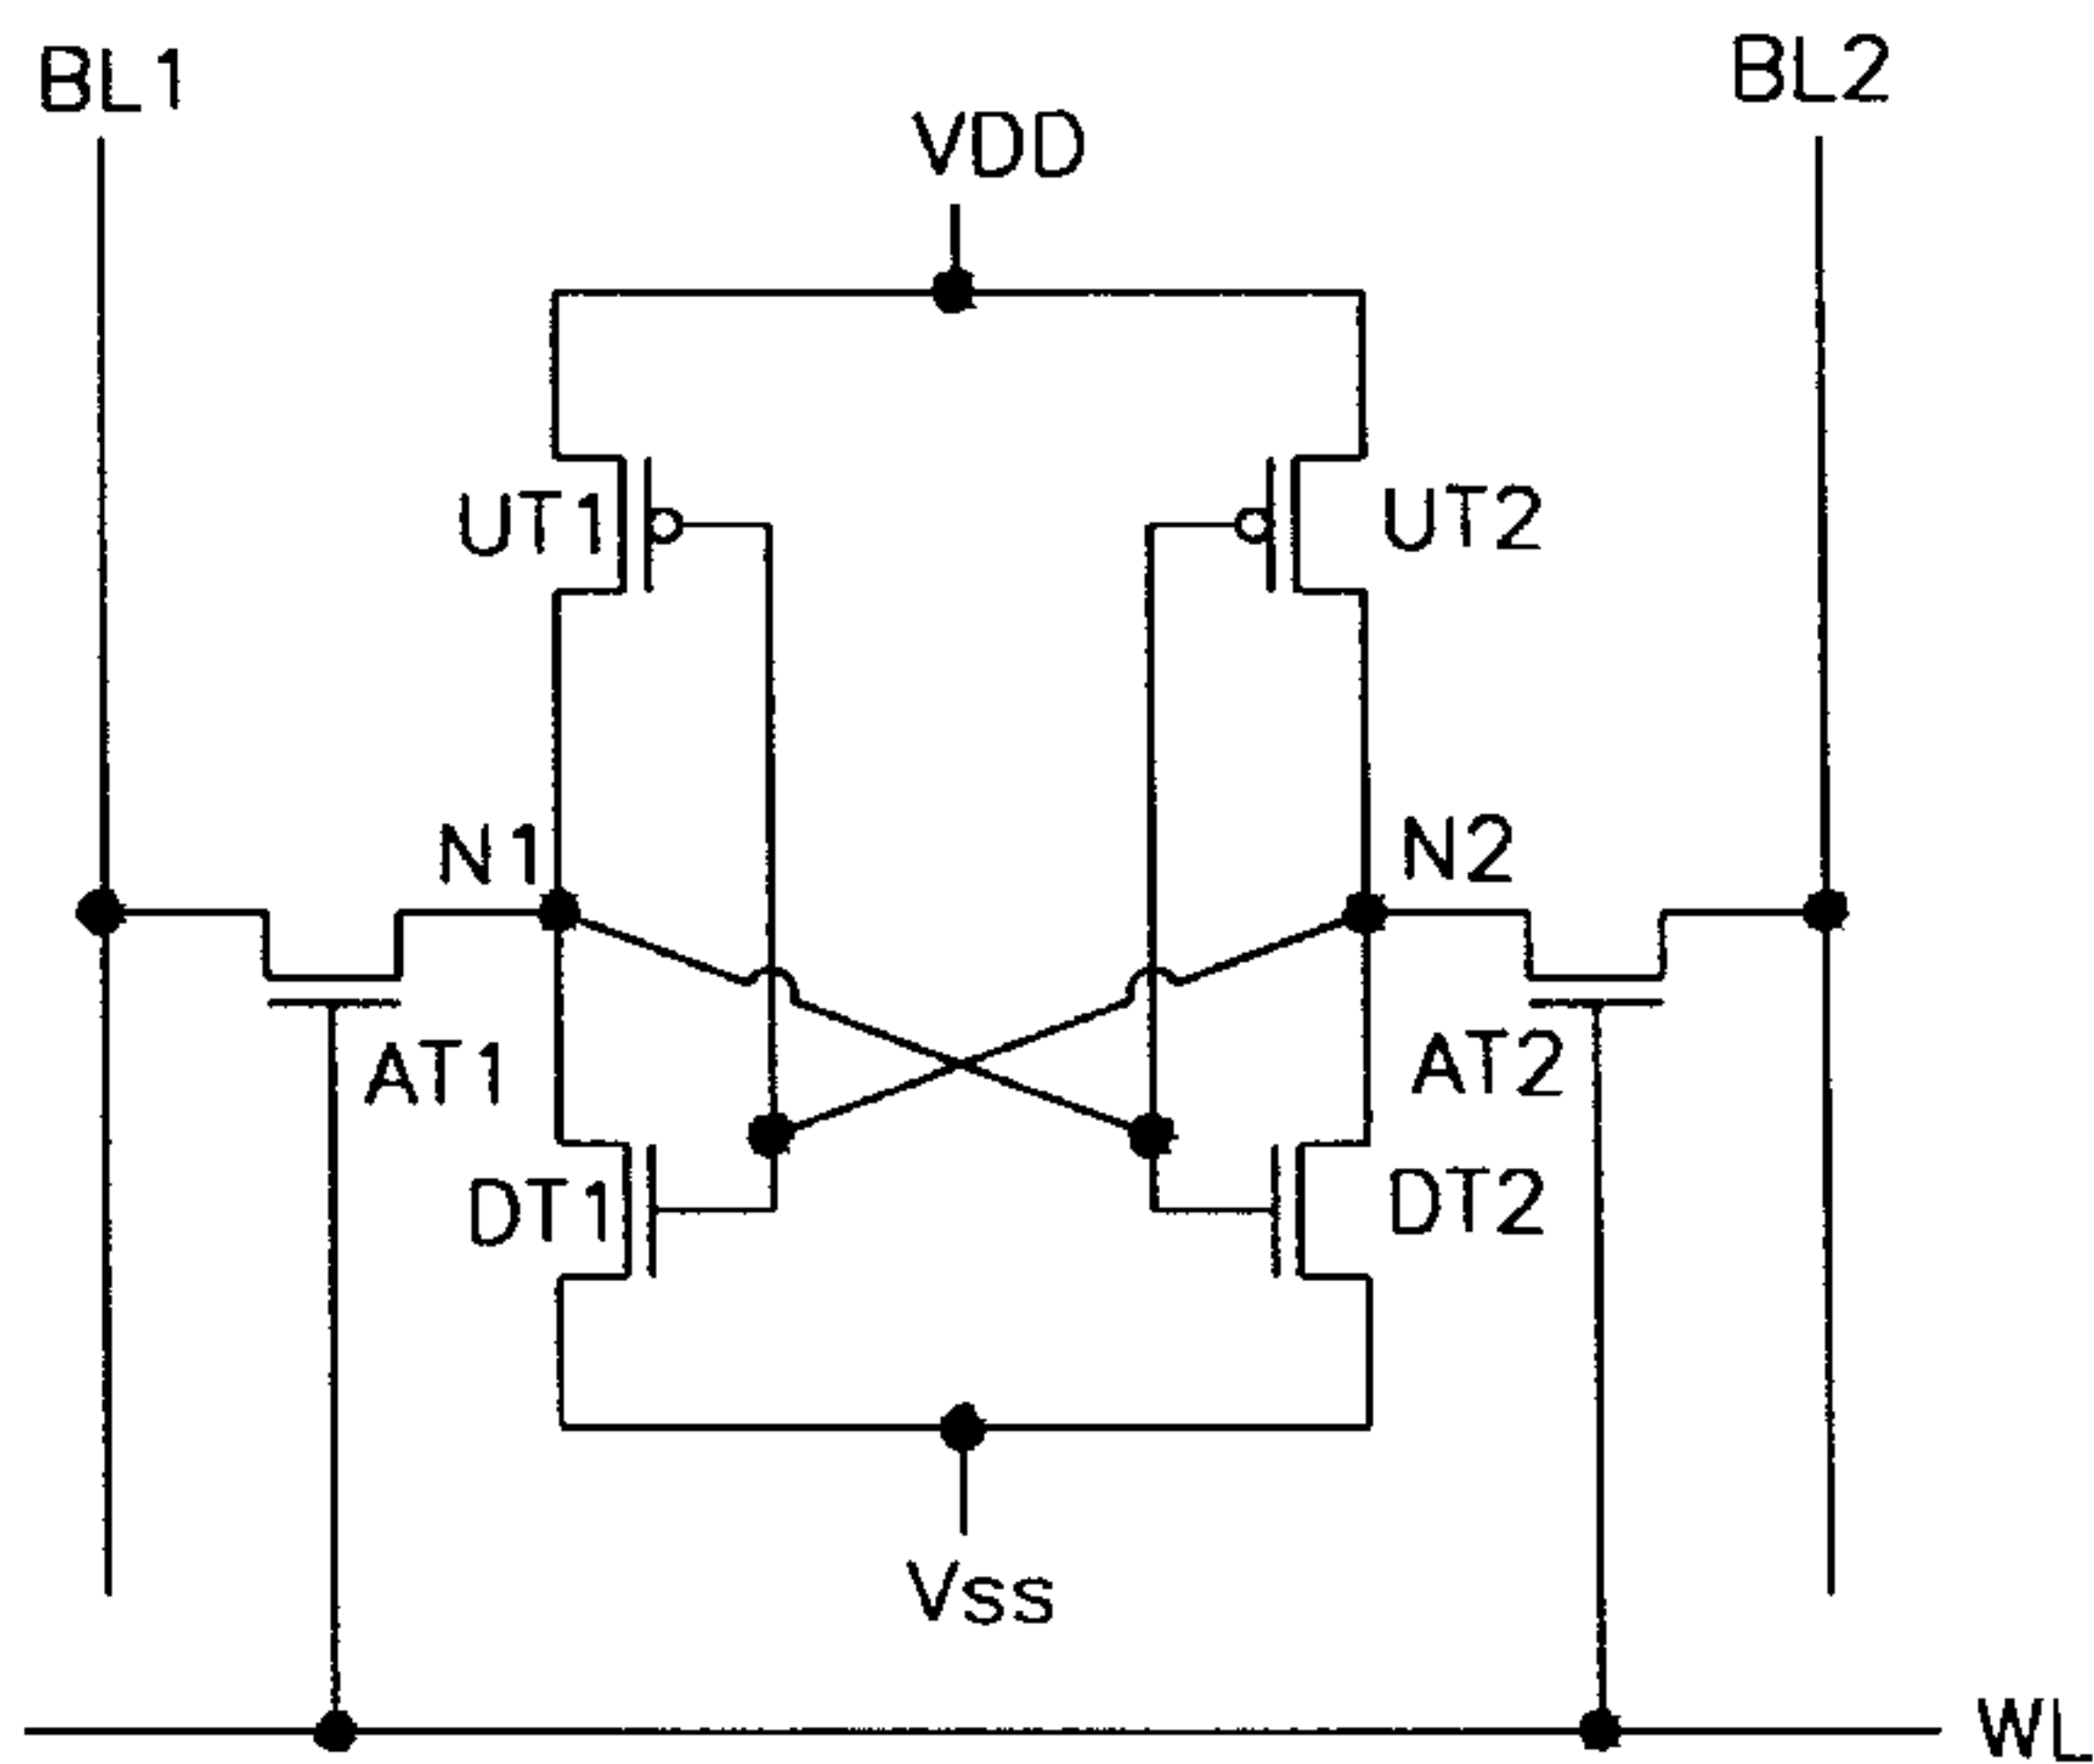 BL1
BL2
VDD
UT1
UT2
N1
N2
AT1
AT2
DT1
DT2
Vss
WL